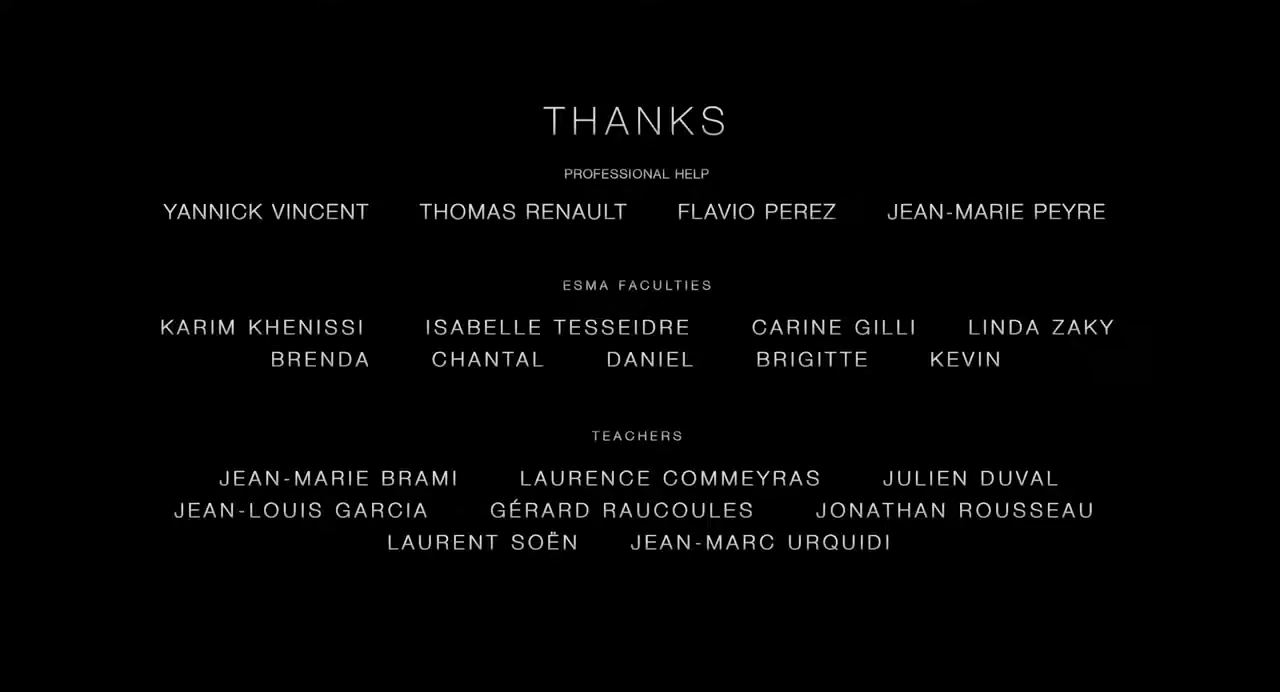 THANKS
PROFESSIONAL HELP
YANNICK VINCENT THOMAS RENAULT FLAVIO PEREZ JEAN-MARIE PEYRE
ESMA FACULTIES
KARIM KHENISSI ISABELLE TESSEIDRE CARINE GILLI LINDA ZAKY
BRENDA CHANTAL DANIEL BRIGITTE KEVIN
TEACHERS
JEAN-MARIE BRAMI LAURENCE COMMEYRAS JULIEN DUVAL
JEAN-LOUIS GARCIA GÉRARD RAUCOULES JONATHAN ROUSSEAU
LAURENT SOËN JEAN-MARC URQUIDI